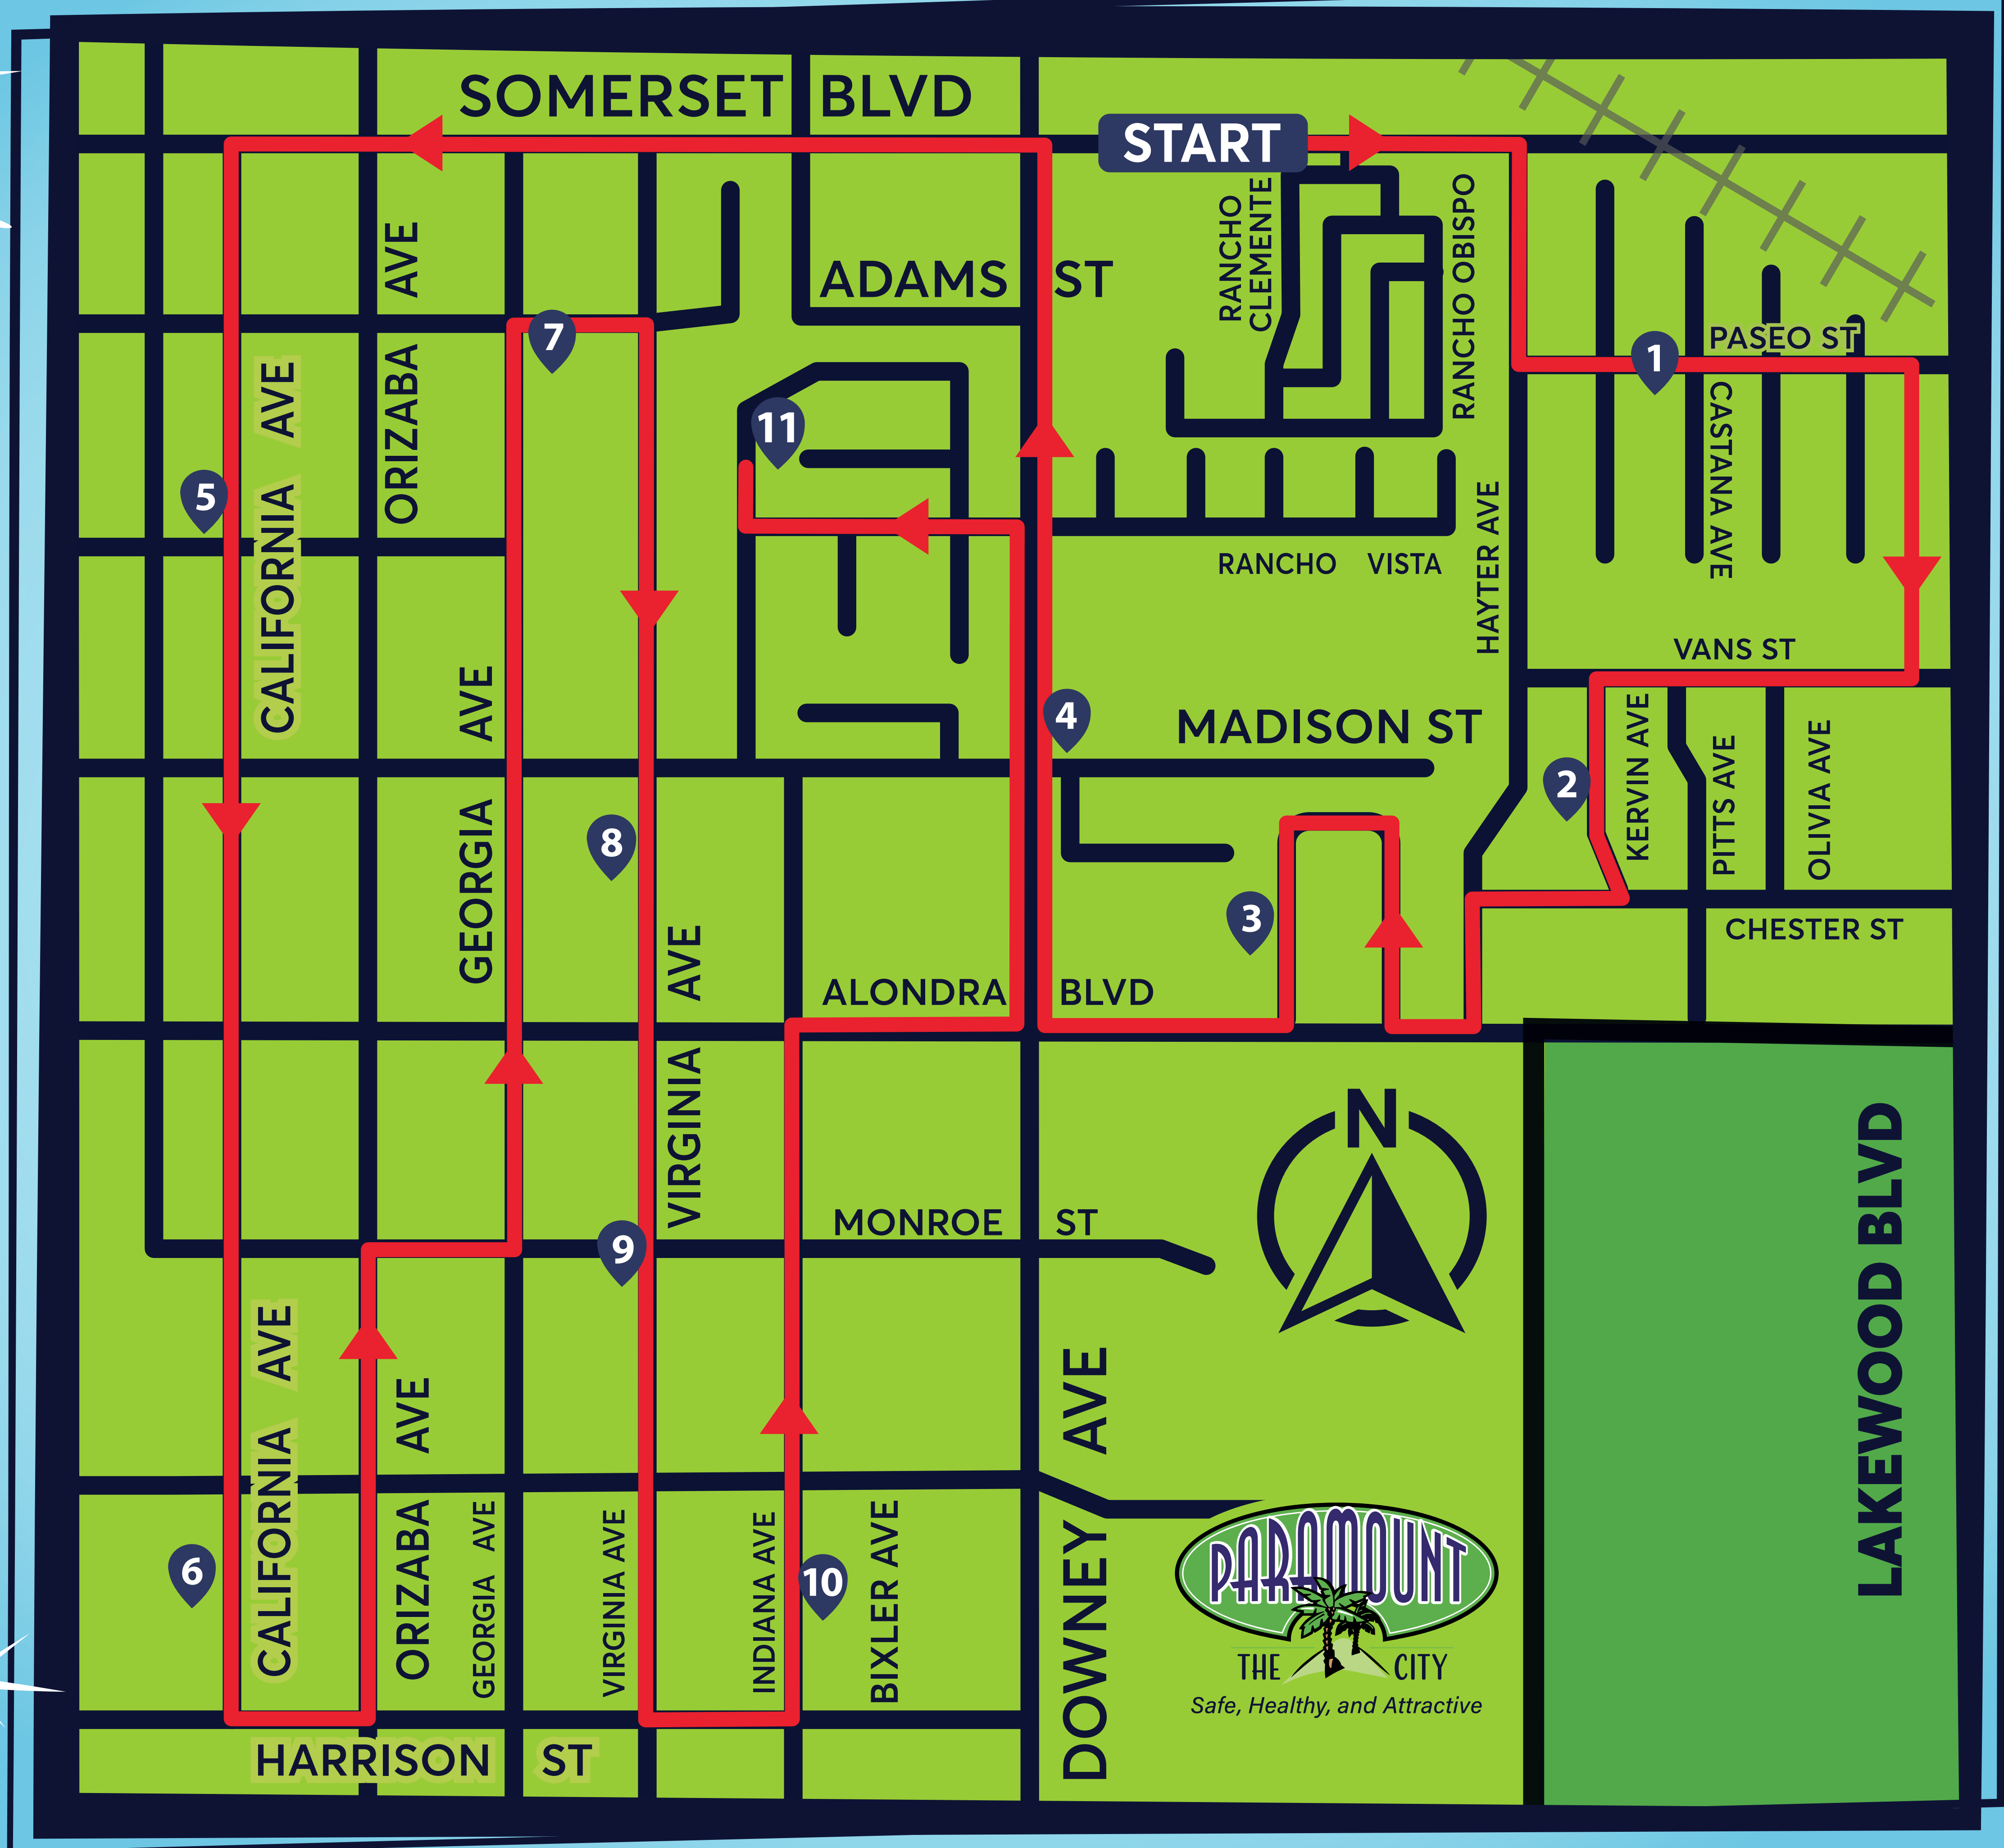 SOMERSET BLVD
START
ADAMS ST
AVE
ORIZABA
RANCHO
CLEMENTE
RANCHO OBISPO
PASEO ST
1
7
CALIFORNIA AVE
11
CASTANA AVE
5
HAYTER AVE
RANCHO VISTA
VANS ST
GEORGIA AVE
4
MADISON ST
KERVIN AVE
PITTS AVE
OLIVIA AVE
2
8
3
CHESTER ST
VIRGINIA AVE
ALONDRA BLVD
N
LAKEWOOD BLVD
MONROE ST
9
CALIFORNIA AVE
ORIZABA AVE
GEORGIA AVE
VIRGINIA AVE
INDIANA AVE
BIXLER AVE
DOWNEY AVE
6
10
PARAMOUNT
THE CITY
Safe, Healthy, and Attractive
HARRISON ST